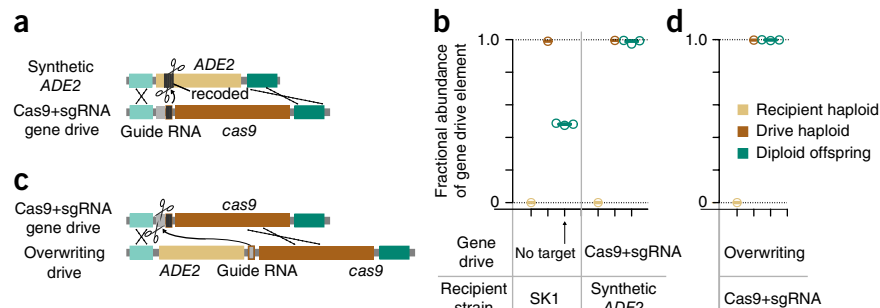 a
Synthetic
ADE2
ADE2
recoded
Cas9+sgRNA
gene drive
Guide RNA
cas9
c
Cas9+sgRNA
gene drive
cas9
Overwriting
drive
ADE2
Guide RNA
cas9
b
Fractional abundance
of gene drive element
1.0
0
Gene
drive
No target
Cas9+sgRNA
Recipient
strain
SK1
Synthetic
ADE2
d
1.0
0
Recipient haploid
Drive haploid
Diploid offspring
Overwriting
Cas9+sgRNA